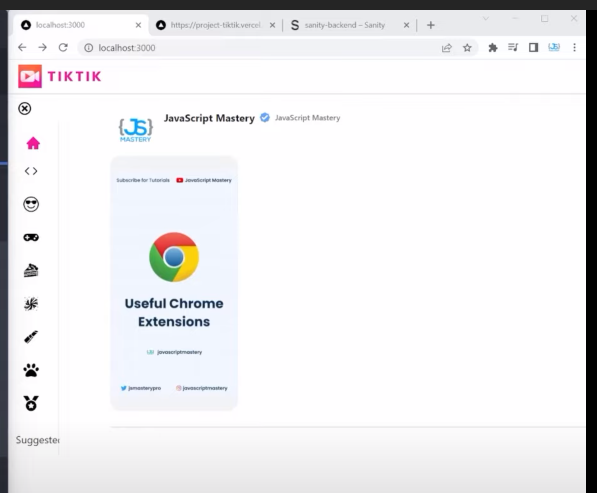 localhost:3000
https://project-tiktik.vercel.
sanity-backend – Sanity
localhost:3000
TIKTIK
{JS}
MASTERY
JavaScript Mastery JavaScript Mastery
Subscribe for Tutorials JavaScript Mastery
Useful Chrome
Extensions
javascriptmastery
jsmasterypro javascriptmastery
Suggested